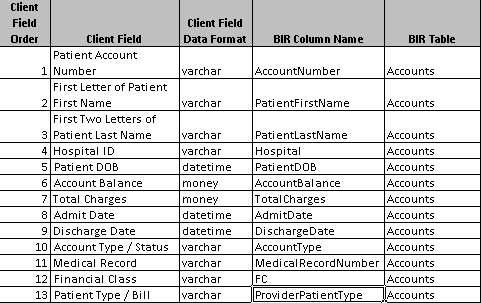 Client
Field
Order
Client Field
Client Field
Data Format
BIR Column Name
BIR Table
1 Patient Account
Number varchar AccountNumber Accounts
2 First Letter of Patient
First Name varchar PatientFirstName Accounts
3 First Two Letters of
Patient Last Name varchar PatientLastName Accounts
4 Hospital ID varchar Hospital Accounts
5 Patient DOB datetime PatientDOB Accounts
6 Account Balance money AccountBalance Accounts
7 Total Charges money TotalCharges Accounts
8 Admit Date datetime AdmitDate Accounts
9 Discharge Date datetime DischargeDate Accounts
10 Account Type / Status varchar AccountType Accounts
11 Medical Record varchar MedicalRecordNumber Accounts
12 Financial Class varchar FC Accounts
13 Patient Type / Bill varchar ProviderPatientType Accounts